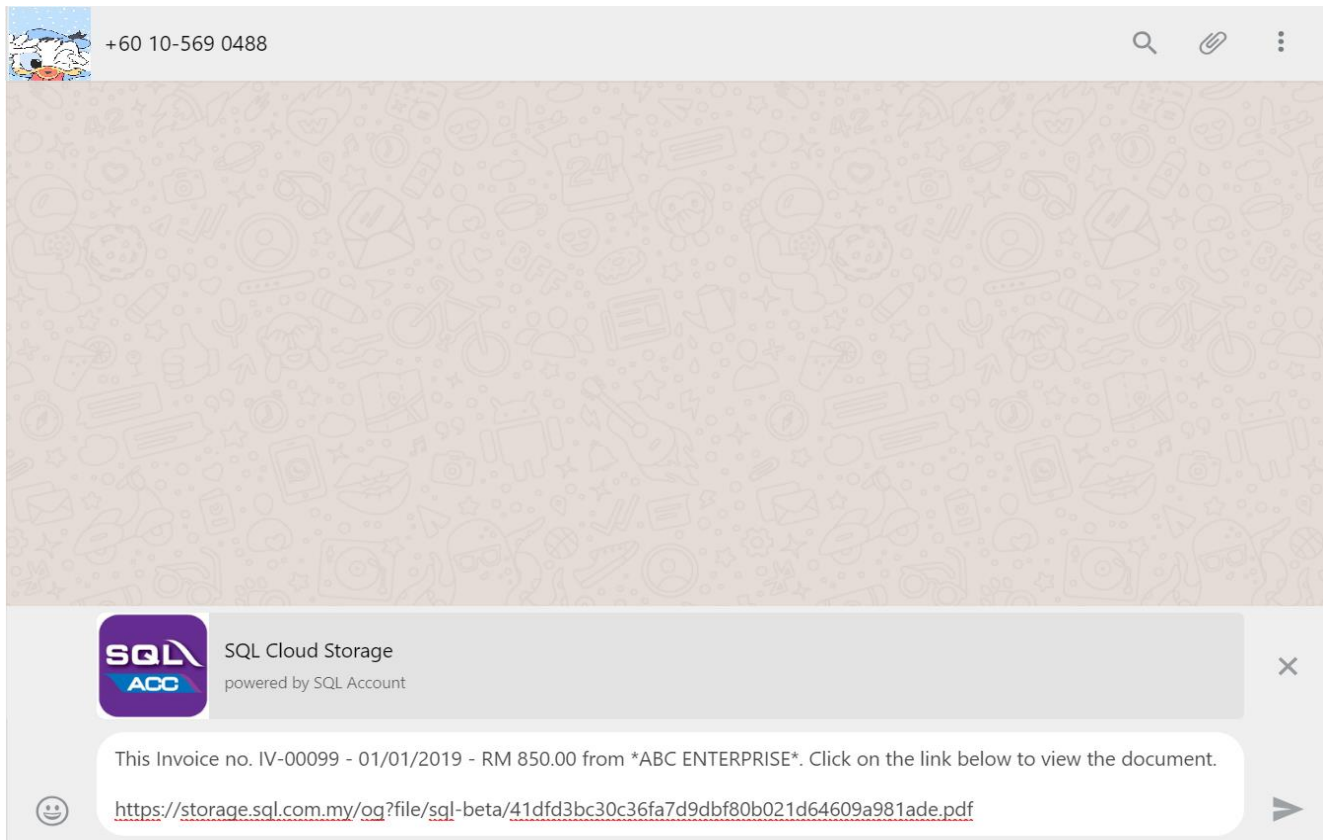 +60 10-569 0488
SQL
ACC
SQL Cloud Storage
powered by SQL Account
This Invoice no. IV-00099 - 01/01/2019 - RM 850.00 from *ABC ENTERPRISE*. Click on the link below to view the document.
https://storage.sql.com.my/og?file/sql-beta/41dfd3bc30c36fa7d9dbf80b021d64609a981ade.pdf